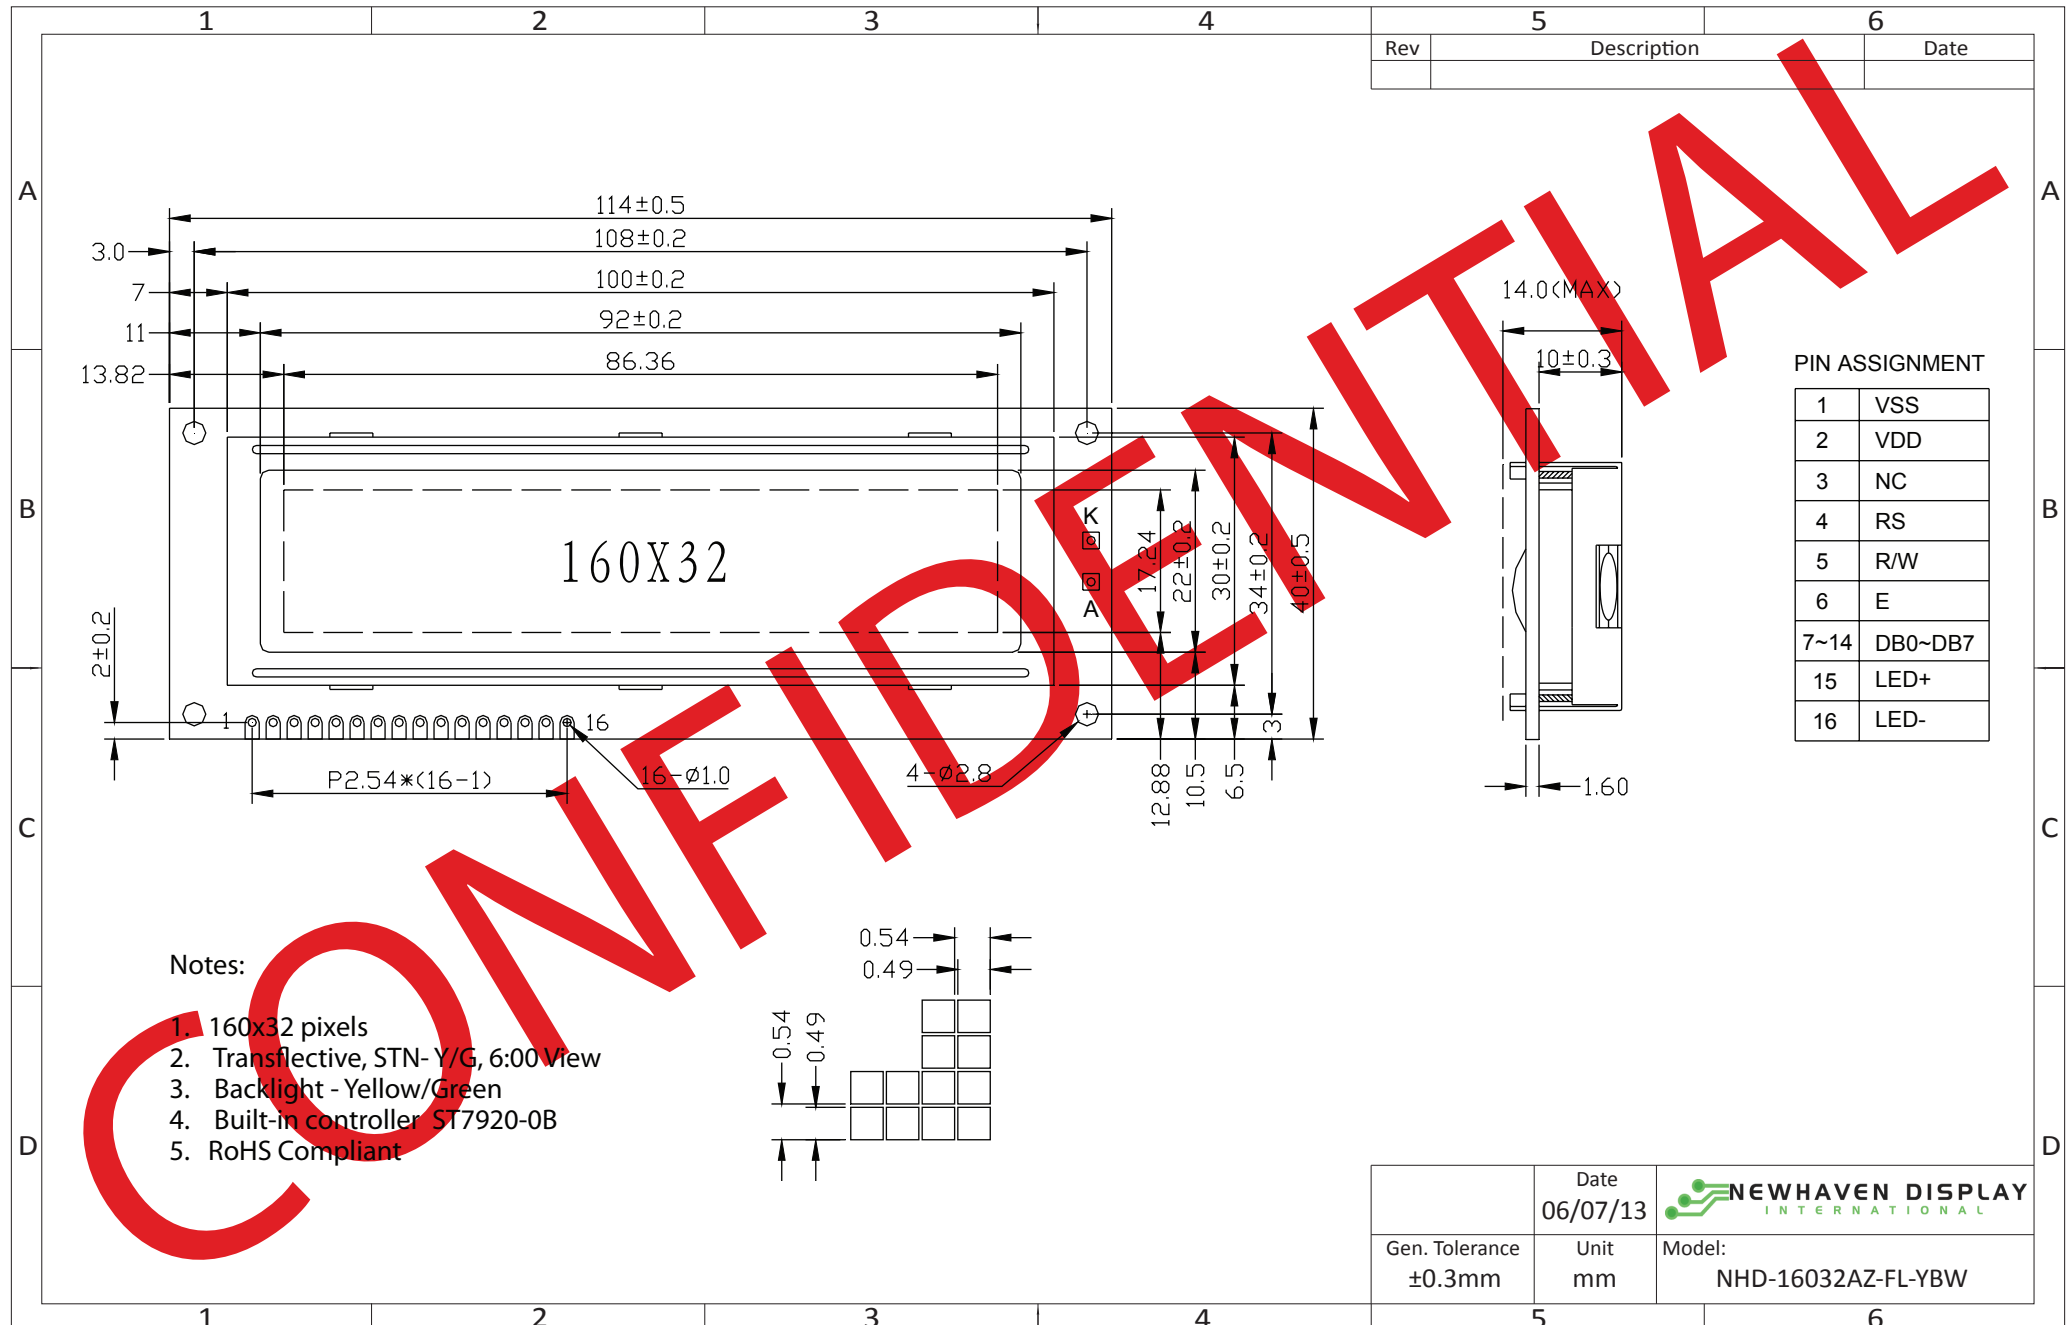 1 2 3 4 5 6
Rev Description Date
A A
B B
C C
D D
114±0.5
108±0.2
3.0
100±0.2
7
92±0.2
11
86.36
13.82
160X32
K
A
17.24
22±0.2
30±0.2
34±0.2
40±0.5
2±0.2
1
16
P2.54*(16-1)
16-Ø1.0
4-Ø2.8
12.88
10.5
6.5
3
14.0(MAX)
10±0.3
1.60
PIN ASSIGNMENT
1 VSS
2 VDD
3 NC
4 RS
5 R/W
6 E
7~14 DB0~DB7
15 LED+
16 LED-
CONFIDENTIAL
0.54
0.49
0.54
0.49
Notes:
1. 160x32 pixels
2. Transflective, STN- Y/G, 6:00 View
3. Backlight - Yellow/Green
4. Built-in controller ST7920-0B
5. RoHS Compliant
Date
06/07/13
NEWHAVEN DISPLAY
INTERNATIONAL
Gen. Tolerance
±0.3mm
Unit
mm
Model:
NHD-16032AZ-FL-YBW
1 2 3 4 5 6